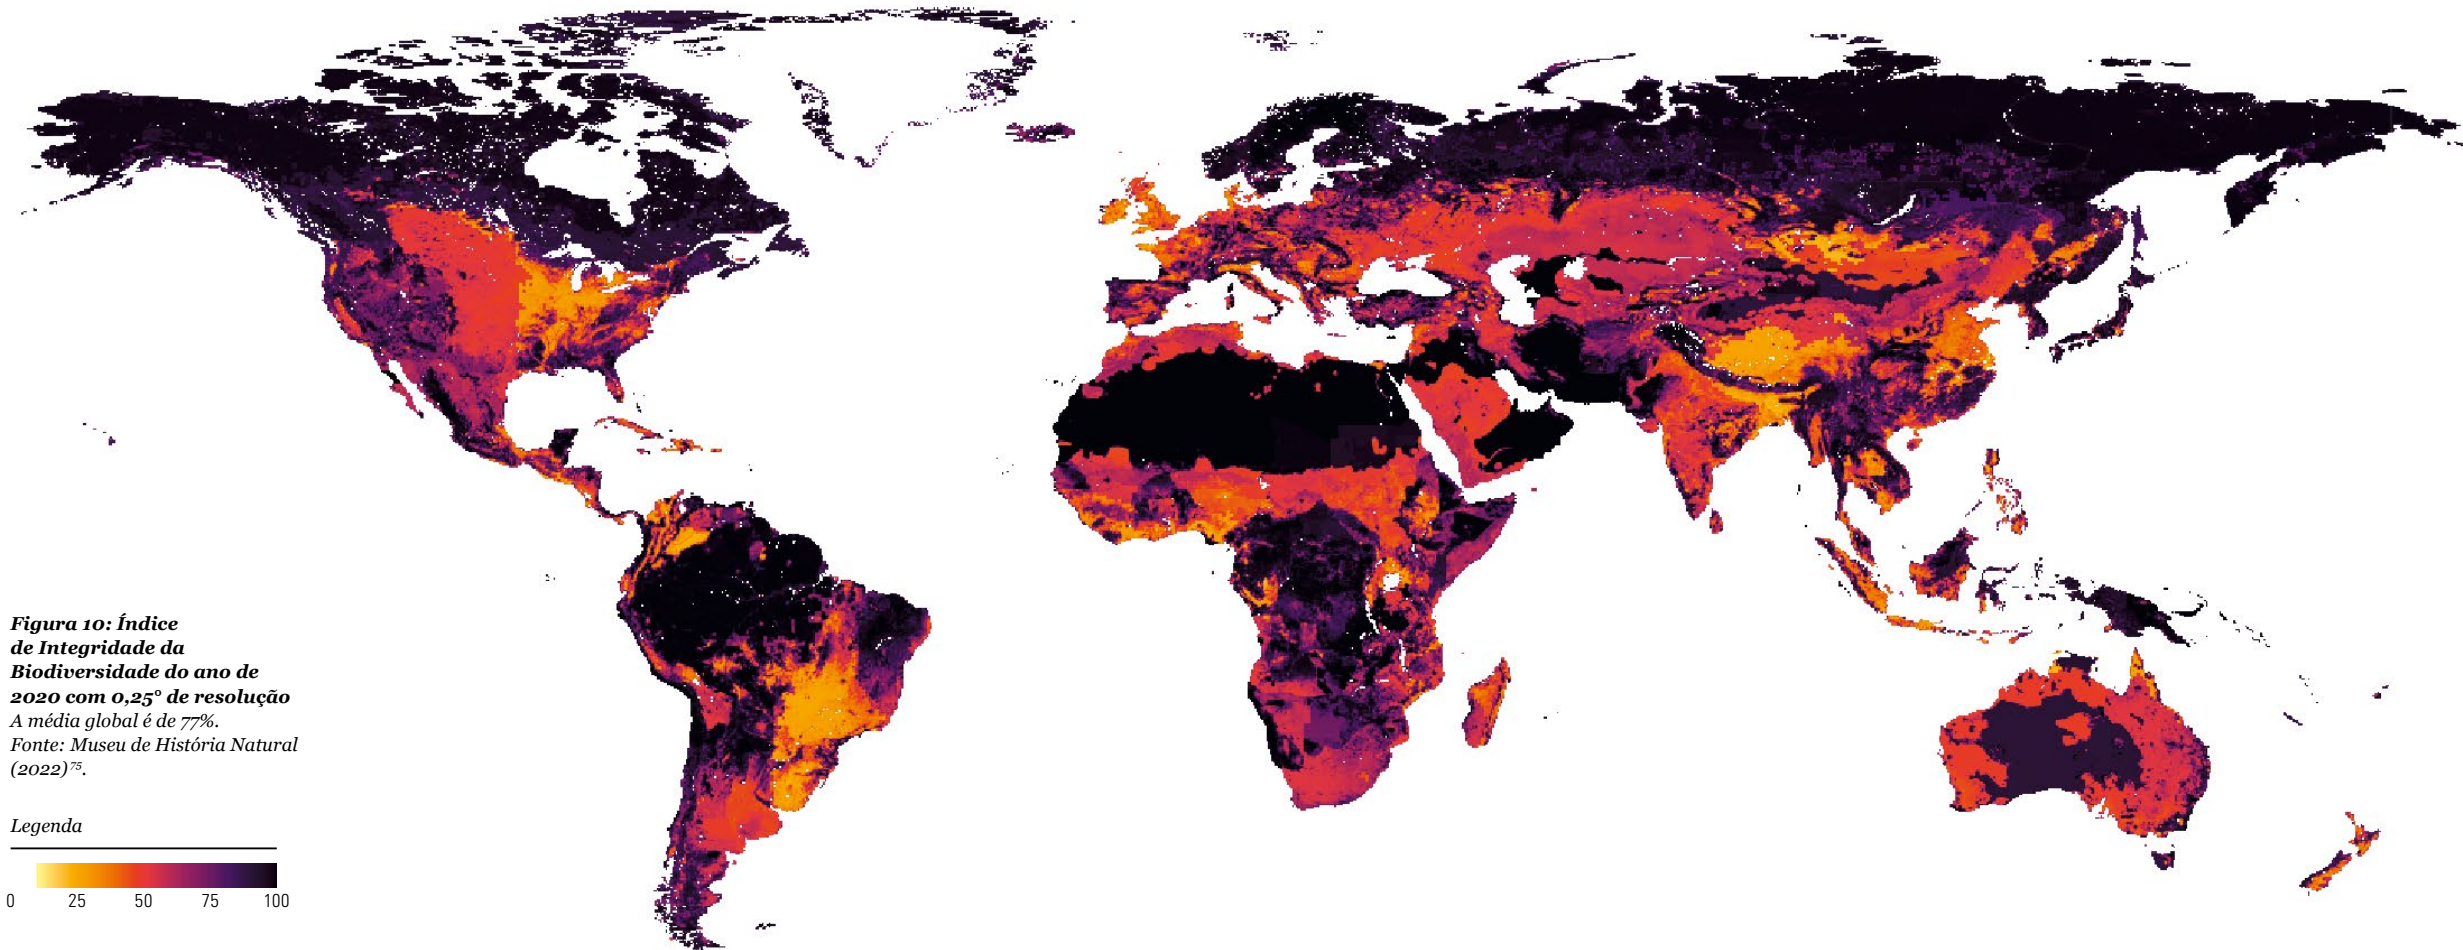 Figura 10: Índice
de Integridade da
Biodiversidade do ano de
2020 com 0,25° de resolução
A média global é de 77%.
Fonte: Museu de História Natural
(2022)⁷⁵.
Legenda
0 25 50 75 100